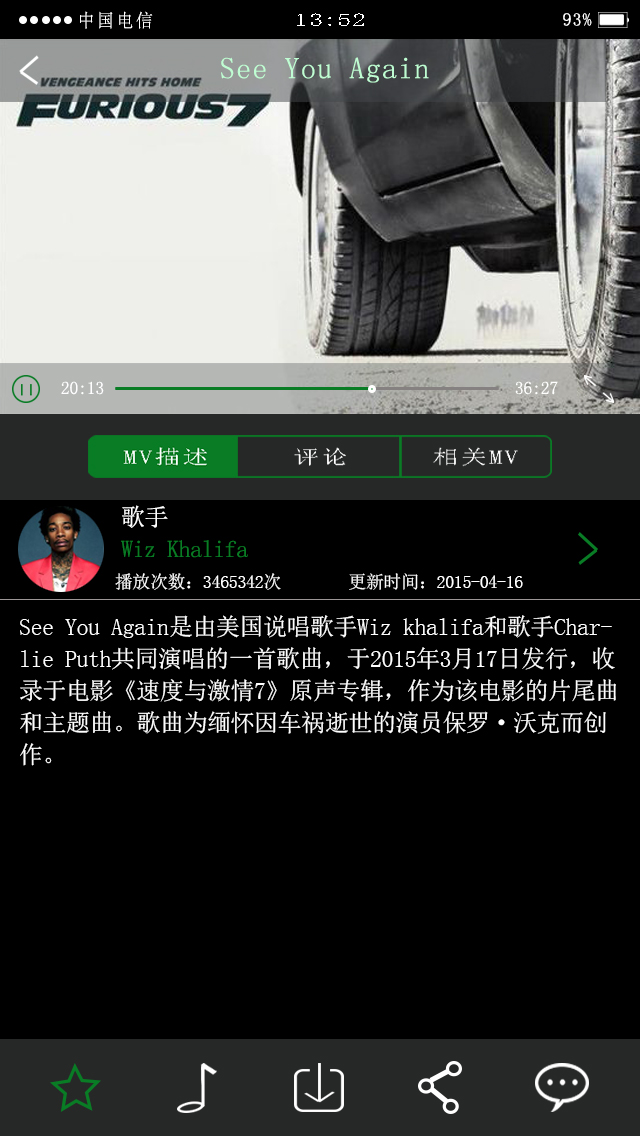 中国电信 13:52 93%
See You Again
VENGEANCE HITS HOME
FURIOUS7
20:13 36:27
MV描述 评论 相关MV
歌手
Wiz Khalifa
播放次数: 3465342次 更新时间: 2015-04-16
See You Again是由美国说唱歌手Wiz khalifa和歌手Char-
lie Puth共同演唱的一首歌曲，于2015年3月17日发行，收
录于电影《速度与激情7》原声专辑，作为该电影的片尾曲
和主题曲。歌曲为缅怀因车祸逝世的演员保罗·沃克而创
作。